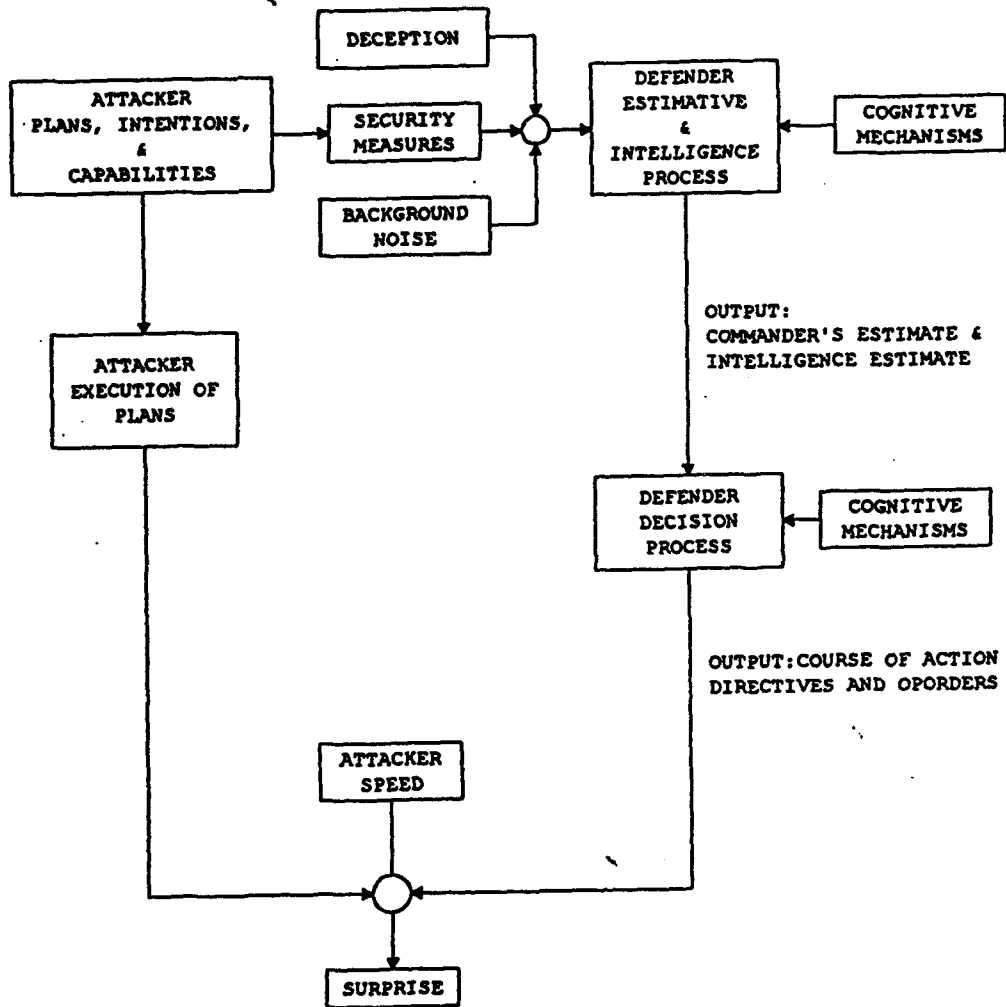 DECEPTION
ATTACKER
PLANS, INTENTIONS,
&
CAPABILITIES
SECURITY
MEASURES
BACKGROUND
NOISE
DEFENDER
ESTIMATIVE
&
INTELLIGENCE
PROCESS
COGNITIVE
MECHANISMS
OUTPUT:
COMMANDER'S ESTIMATE &
INTELLIGENCE ESTIMATE
ATTACKER
EXECUTION OF
PLANS
DEFENDER
DECISION
PROCESS
COGNITIVE
MECHANISMS
OUTPUT:COURSE OF ACTION
DIRECTIVES AND OPORDERS
ATTACKER
SPEED
SURPRISE